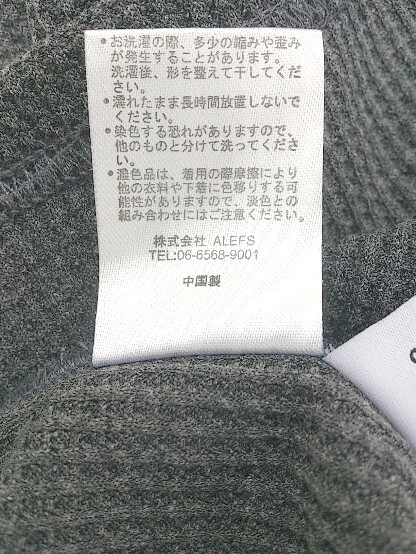 ●お洗濯の際、多少の縮みや歪み
が発生することがあります。
洗濯後、形を整えて干してくだ
さい。
●濡れたまま長時間放置しないで
ください。
●染色する恐れがありますので、
他のものと分けて洗ってくださ
い。
●濃色品は、着用の際摩擦により
他の衣料や下着に色移りする可
能性がありますので、淡色との
組み合わせにはご注意ください。
株式会社 ALEFS
TEL:06-6568-9001
中国製